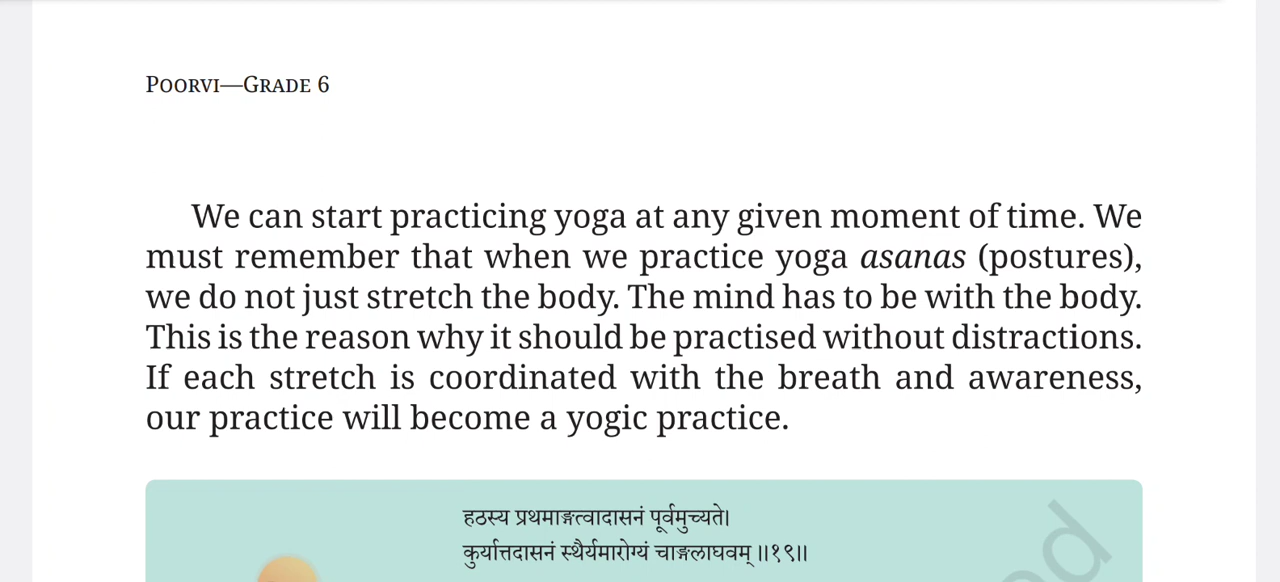 POORVI—GRADE 6
We can start practicing yoga at any given moment of time. We
must remember that when we practice yoga asanas (postures),
we do not just stretch the body. The mind has to be with the body.
This is the reason why it should be practised without distractions.
If each stretch is coordinated with the breath and awareness,
our practice will become a yogic practice.
हठस्य प्रथमाङ्गत्वादासनं पूर्वमुच्यते।
कुर्यात्तदासनं स्थैर्यमारोग्यं चाङ्गलाघवम् ॥१९॥